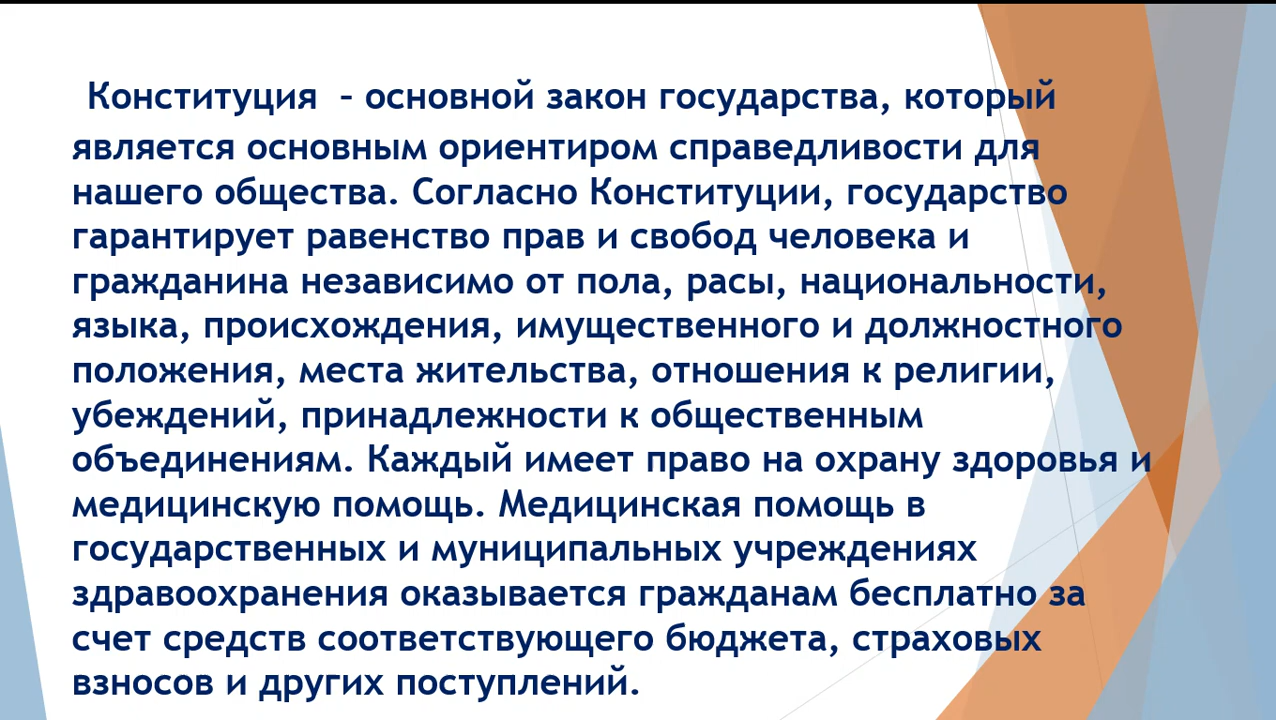 Конституция – основной закон государства, который
является основным ориентиром справедливости для
нашего общества. Согласно Конституции, государство
гарантирует равенство прав и свобод человека и
гражданина независимо от пола, расы, национальности,
языка, происхождения, имущественного и должностного
положения, места жительства, отношения к религии,
убеждений, принадлежности к общественным
объединениям. Каждый имеет право на охрану здоровья и
медицинскую помощь. Медицинская помощь в
государственных и муниципальных учреждениях
здравоохранения оказывается гражданам бесплатно за
счет средств соответствующего бюджета, страховых
взносов и других поступлений.